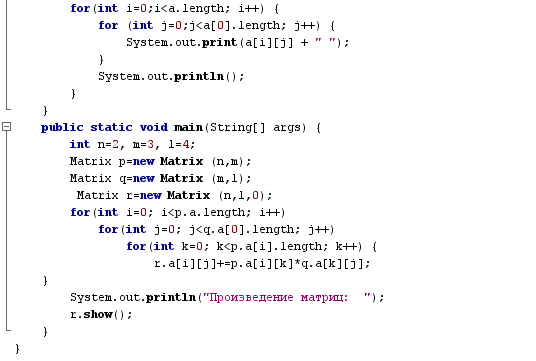 for(int i=0;i<a.length; i++) {
for (int j=0;j<a[0].length; j++) {
System.out.print(a[i][j] + " ");
}
System.out.println();
}
}
public static void main(String[] args) {
int n=2, m=3, l=4;
Matrix p=new Matrix (n,m);
Matrix q=new Matrix (m,l);
Matrix r=new Matrix (n,l,0);
for(int i=0; i<p.a.length; i++)
for(int j=0; j<q.a[0].length; j++)
for(int k=0; k<p.a[i].length; k++) {
r.a[i][j]+=p.a[i][k]*q.a[k][j];
}
System.out.println("Произведение матриц:  ");
r.show();
}
}